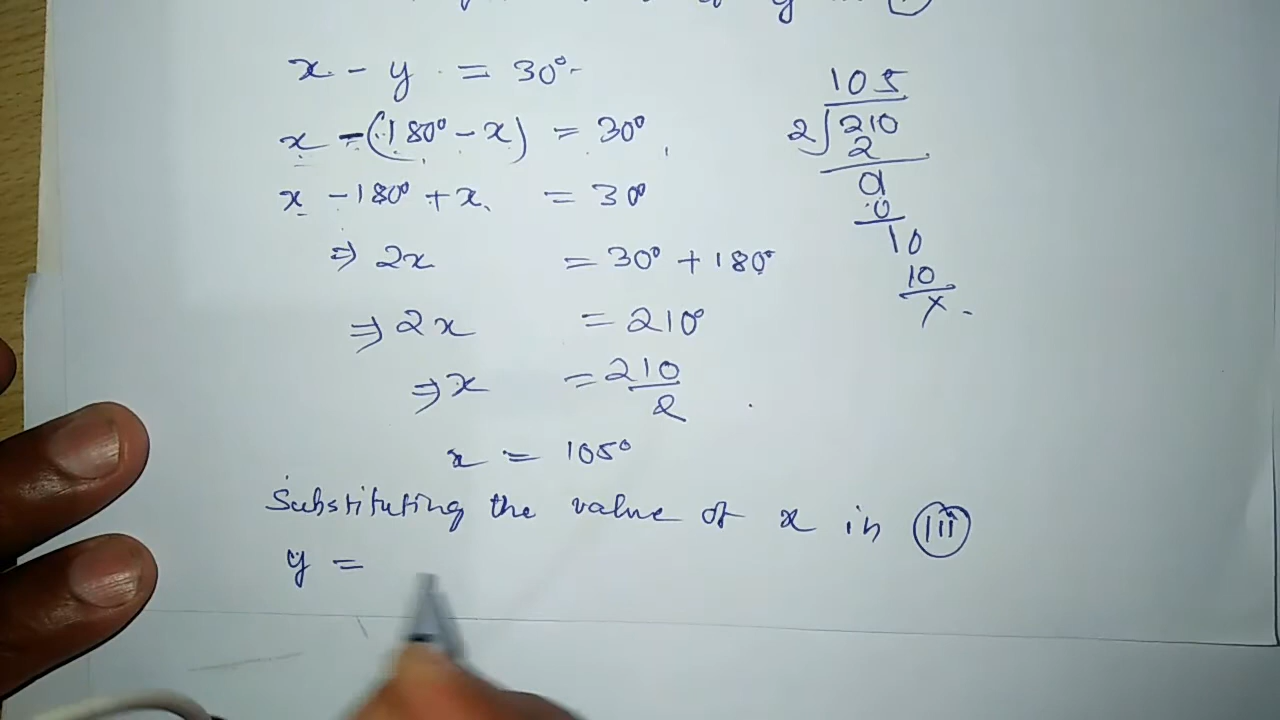 x - y = 30°
x - (180° - x) = 30°
x - 180° + x = 30°
⇒ 2x = 30° + 180°
⇒ 2x = 210°
⇒ x = 210/2
x = 105°
Substituting the value of x in (iii)
y =
105
2)210
2
0
0
10
10
x